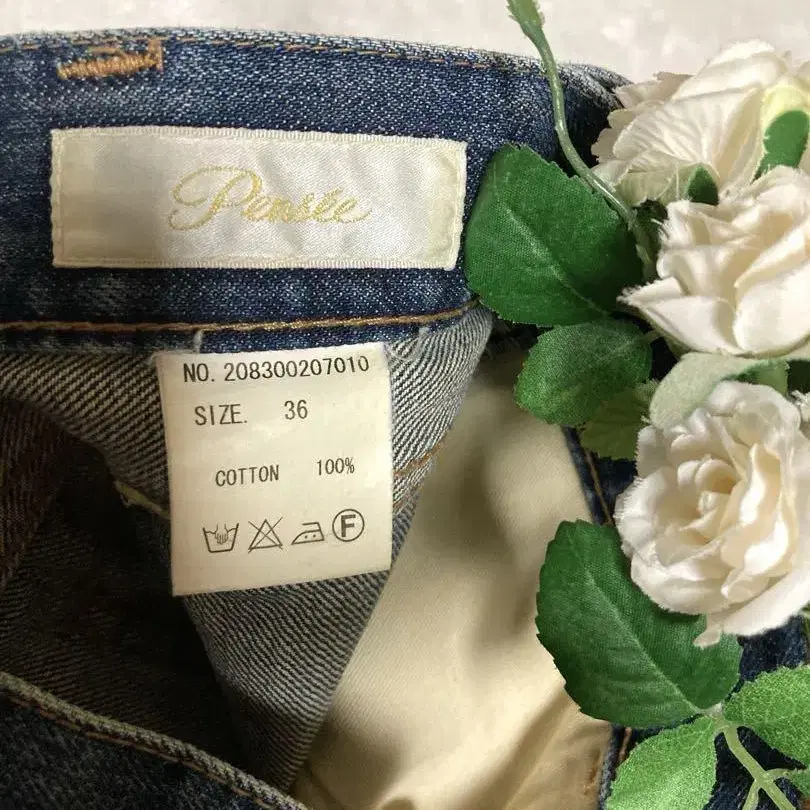 Pensée
NO. 208300207010
SIZE. 36
COTTON 100%
F